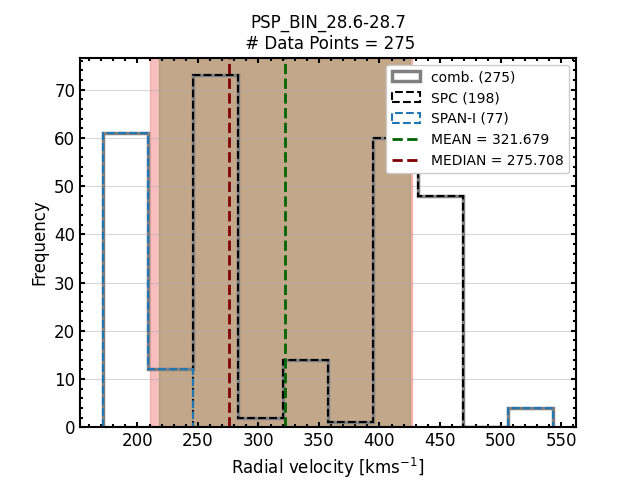 PSP_BIN_28.6-28.7
# Data Points = 275
comb. (275)
SPC (198)
SPAN-I (77)
MEAN = 321.679
MEDIAN = 275.708
Frequency
70
60
50
40
30
20
10
0
200 250 300 350 400 450 500 550
Radial velocity [kms⁻¹]